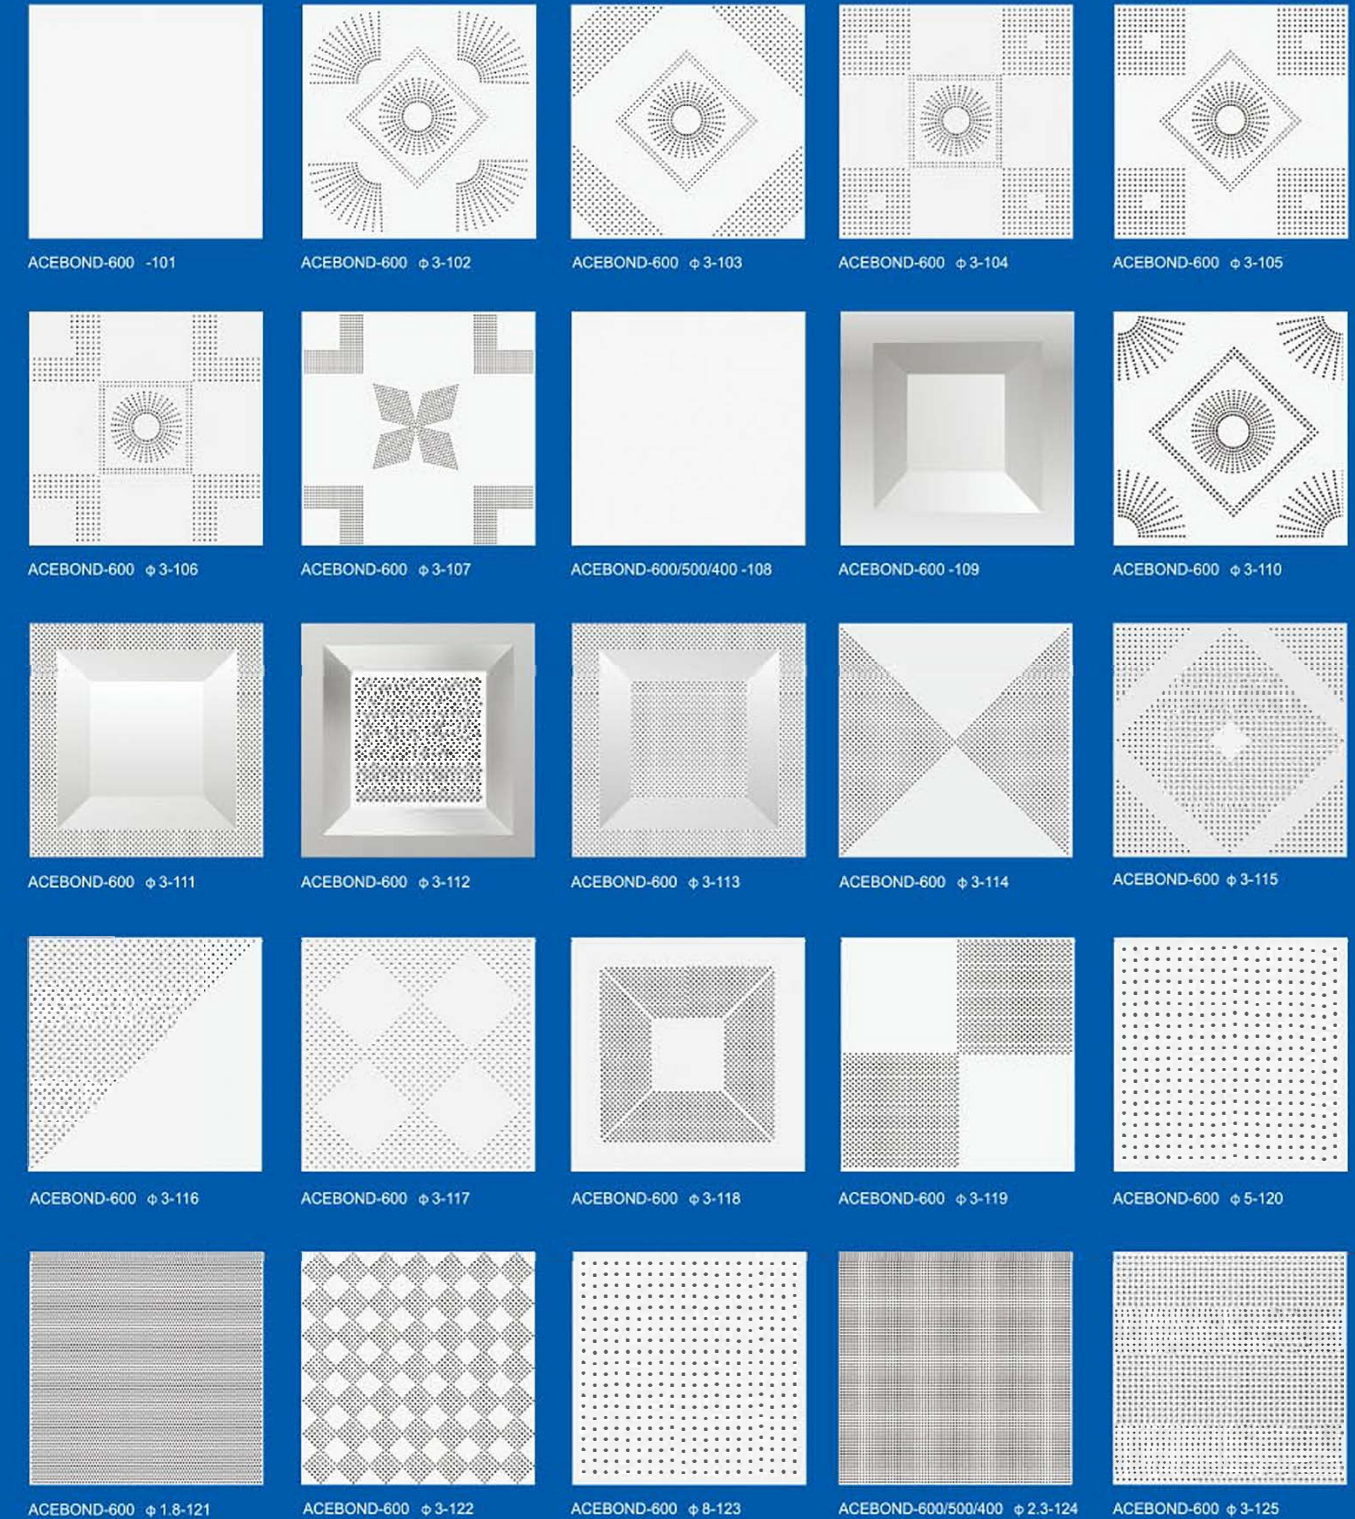 ACEBOND-600 -101
ACEBOND-600 φ3-102
ACEBOND-600 φ3-103
ACEBOND-600 φ3-104
ACEBOND-600 φ3-105
ACEBOND-600 φ3-106
ACEBOND-600 φ3-107
ACEBOND-600/500/400 -108
ACEBOND-600 -109
ACEBOND-600 φ3-110
ACEBOND-600 φ3-111
ACEBOND-600 φ3-112
ACEBOND-600 φ3-113
ACEBOND-600 φ3-114
ACEBOND-600 φ3-115
ACEBOND-600 φ3-116
ACEBOND-600 φ3-117
ACEBOND-600 φ3-118
ACEBOND-600 φ3-119
ACEBOND-600 φ5-120
ACEBOND-600 φ1.8-121
ACEBOND-600 φ3-122
ACEBOND-600 φ8-123
ACEBOND-600/500/400 φ2.3-124
ACEBOND-600 φ3-125